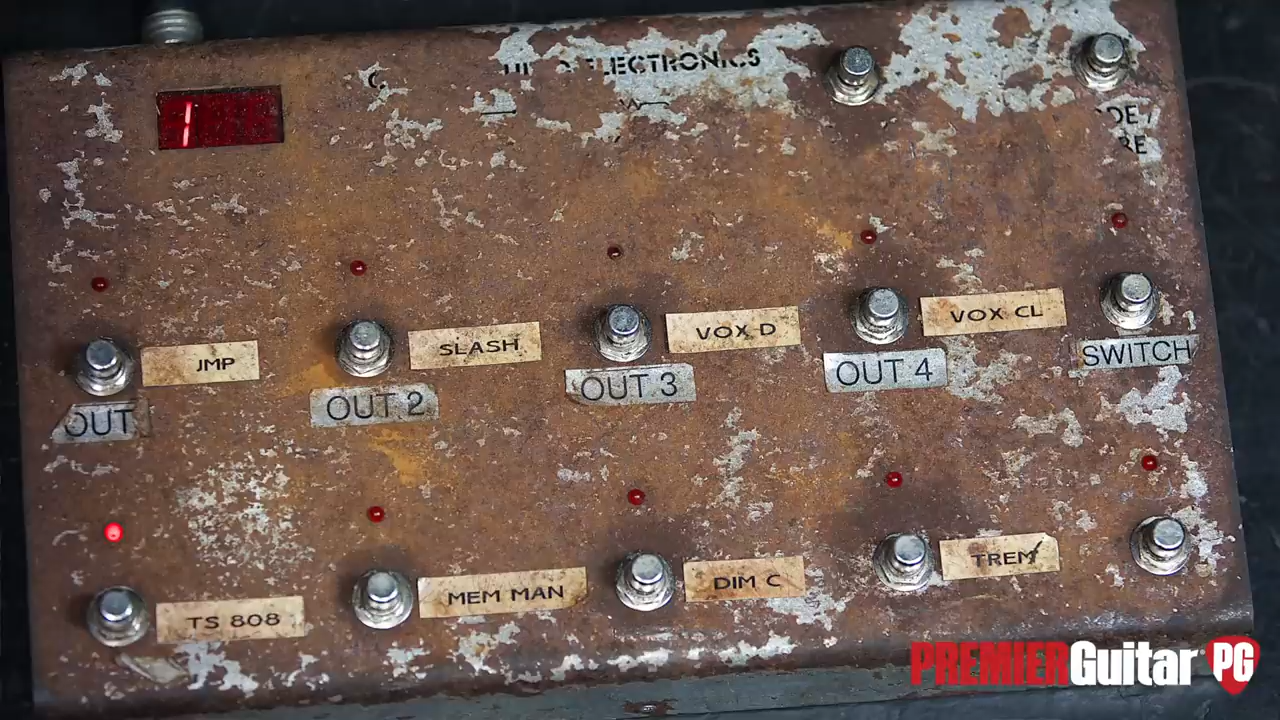 1
ELECTRONICS
JMP
SLASH
VOX D
VOX CL
OUT
OUT 2
OUT 3
OUT 4
SWITCH
TS 808
MEM MAN
DIM C
TREM
PREMIERGuitar PG